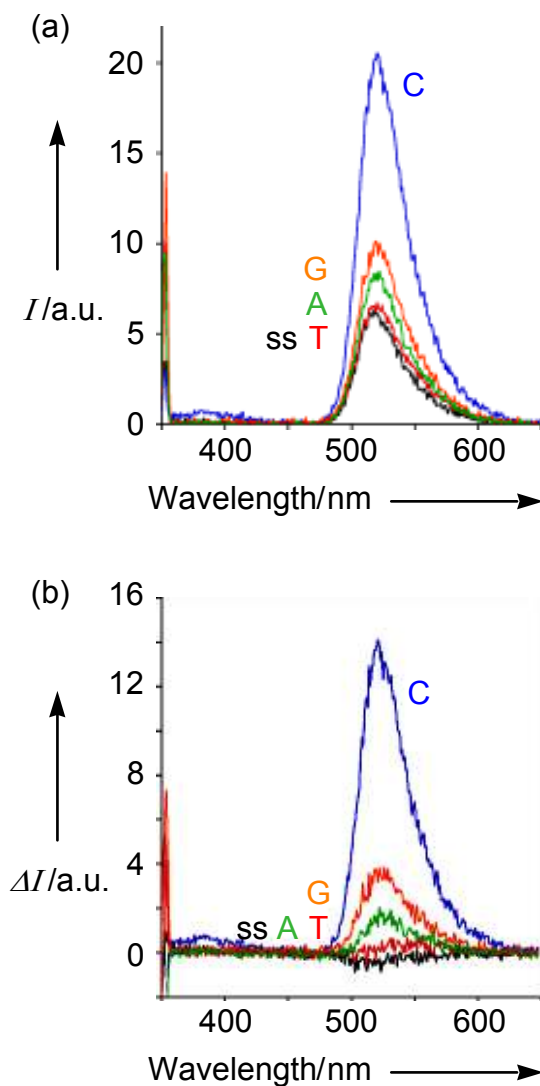 (a)
20
C
15
10
G
A
I/a.u.
ss T
5
0
400 500 600
Wavelength/nm
(b)
16
12
C
8
4
G
ΔI/a.u.
ss A T
0
400 500 600
Wavelength/nm